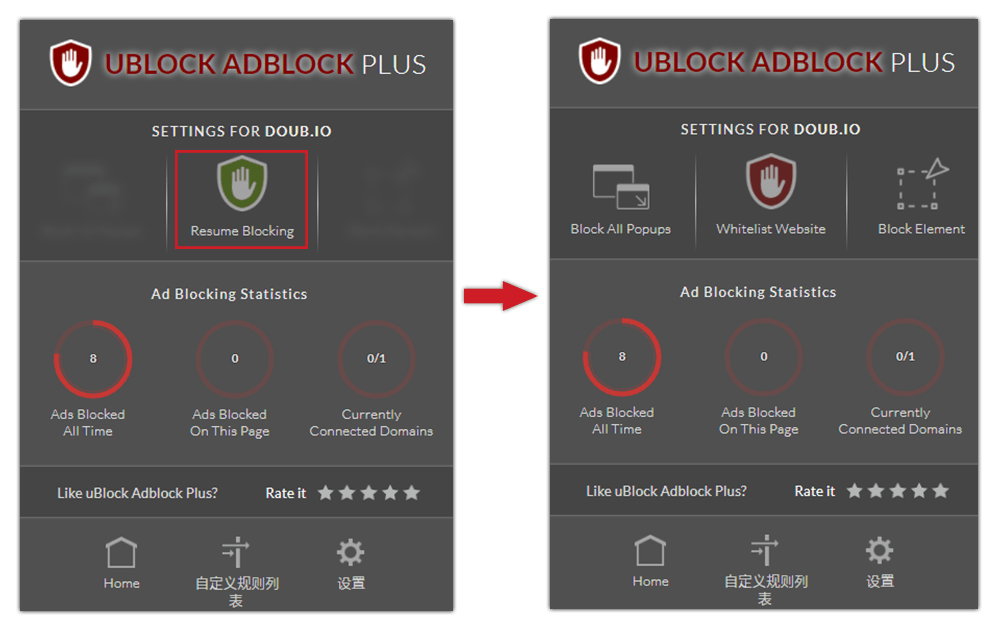 UBLOCK ADBLOCK PLUS
SETTINGS FOR DOUB.IO
Resume Blocking
Ad Blocking Statistics
8 0 0/1
Ads Blocked Ads Blocked Currently
All Time On This Page Connected Domains
Like uBlock Adblock Plus? Rate it
Home 自定义规则列 设置
表
UBLOCK ADBLOCK PLUS
SETTINGS FOR DOUB.IO
Block All Popups Whitelist Website Block Element
Ad Blocking Statistics
8 0 0/1
Ads Blocked Ads Blocked Currently
All Time On This Page Connected Domains
Like uBlock Adblock Plus? Rate it
Home 自定义规则列 设置
表